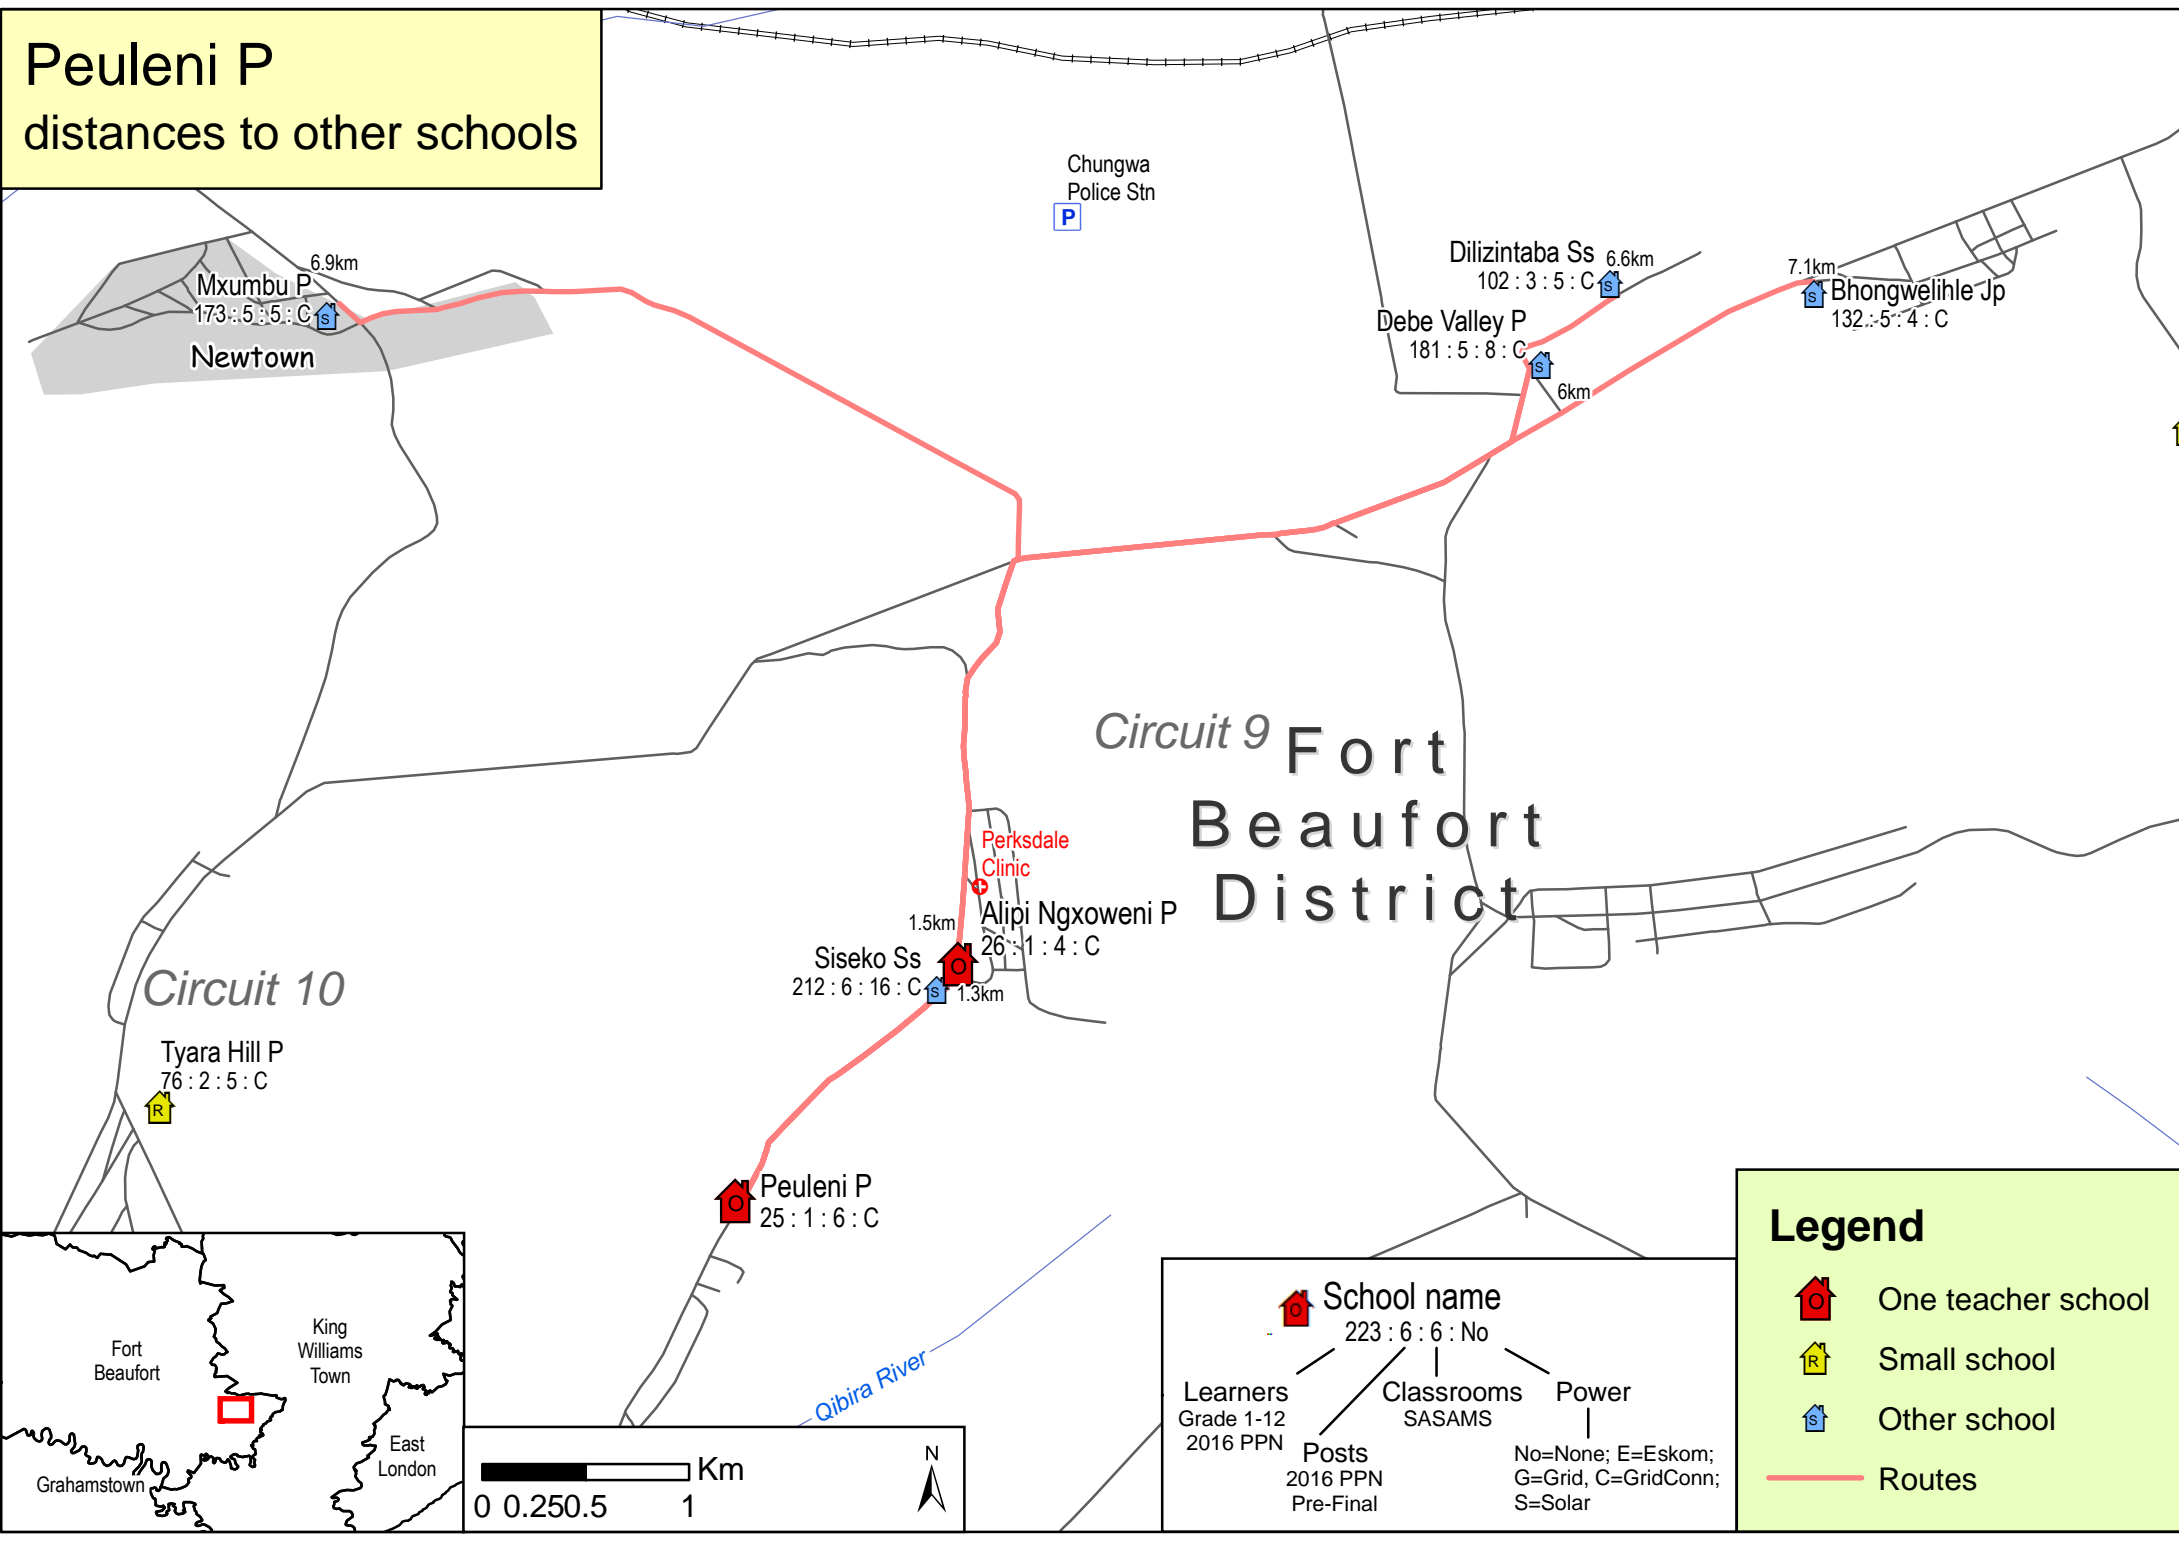 Peuleni P
distances to other schools
Chungwa
Police Stn
P
6.9km
Mxumbu P
173 : 5 : 5 : C
S
Newtown
Dilizintaba Ss
6.6km
102 : 3 : 5 : C
S
Debe Valley P
181 : 5 : 8 : C
S
6km
7.1km
Bhongwelihle Jp
132 : 5 : 4 : C
S
Circuit 9
Fort
Beaufort
District
Perksdale
Clinic
1.5km
Alipi Ngxoweni P
26 : 1 : 4 : C
O
Siseko Ss
212 : 6 : 16 : C
S
1.3km
Circuit 10
Tyara Hill P
76 : 2 : 5 : C
R
Peuleni P
25 : 1 : 6 : C
O
Qibira River
Fort
Beaufort
King
Williams
Town
East
London
Grahamstown
Km
0 0.25 0.5 1
N
O
School name
223 : 6 : 6 : No
Learners
Grade 1-12
2016 PPN
Posts
2016 PPN
Pre-Final
Classrooms
SASAMS
Power
No=None; E=Eskom;
G=Grid, C=GridConn;
S=Solar
Legend
O
One teacher school
R
Small school
S
Other school
Routes